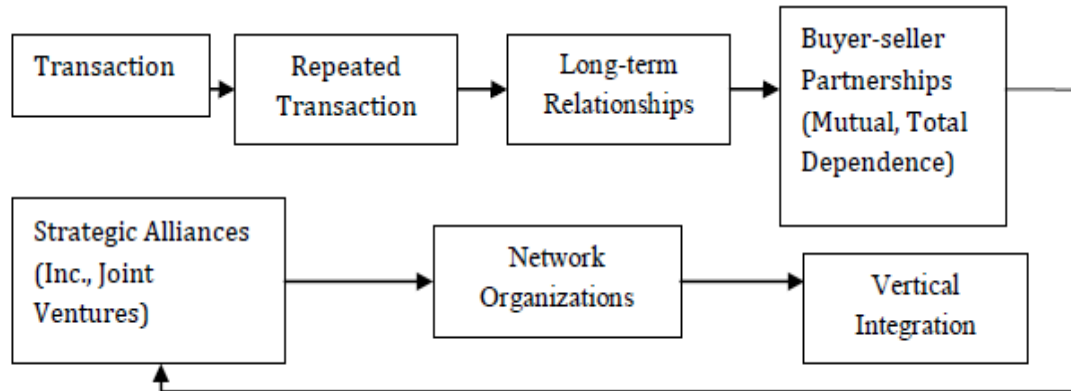 Transaction
Repeated
Transaction
Long-term
Relationships
Buyer-seller
Partnerships
(Mutual, Total
Dependence)
Strategic Alliances
(Inc., Joint
Ventures)
Network
Organizations
Vertical
Integration